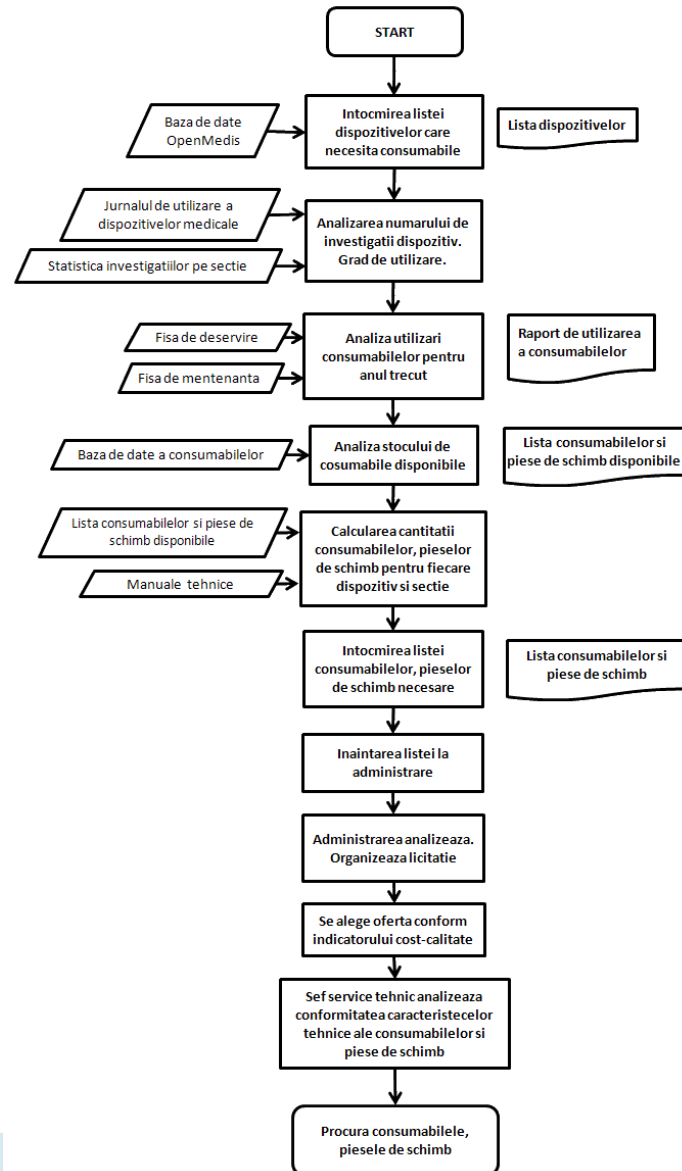 START
Baza de date
OpenMedis
Intocmirea listei
dispozitivelor care
necesita consumabile
Lista dispozitivelor
Jurnalul de utilizare a
dispozitivelor medicale
Statistica investigatiilor pe sectie
Analizarea numarului de
investigatii dispozitiv.
Grad de utilizare.
Fisa de deservire
Fisa de mentenanta
Analiza utilizari
consumabilelor pentru
anul trecut
Raport de utilizarea
a consumabilelor
Baza de date a consumabilelor
Analiza stocului de
cosumabile disponibile
Lista consumabilelor si
piese de schimb disponibile
Lista consumabilelor si piese de
schimb disponibile
Manuale tehnice
Calcularea cantitatii
consumabilelor, pieselor
de schimb pentru fiecare
dispozitiv si sectie
Intocmirea listei
consumabilelor, pieselor
de schimb necesare
Lista consumabilelor si
piese de schimb
Inaintarea listei la
administrare
Administrarea analizeaza.
Organizeaza licitatie
Se alege oferta conform
indicatorului cost-calitate
Sef service tehnic analizeaza
conformitatea caracteristecelor
tehnice ale consumabilelor si
piese de schimb
Procura consumabilele,
piesele de schimb